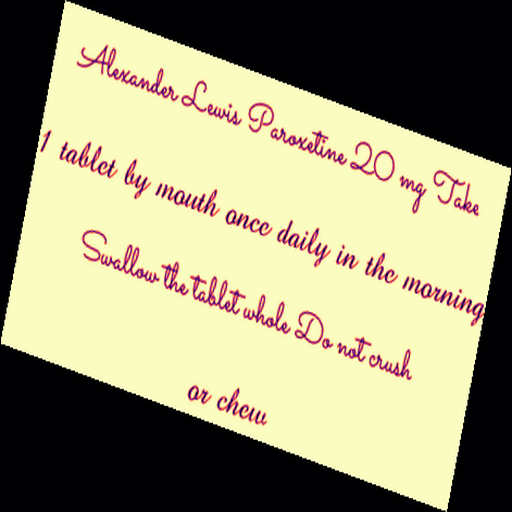 Alexander Lewis Paroxetine 20 mg Take
1 tablet by mouth once daily in the morning
Swallow the tablet whole Do not crush
or chew